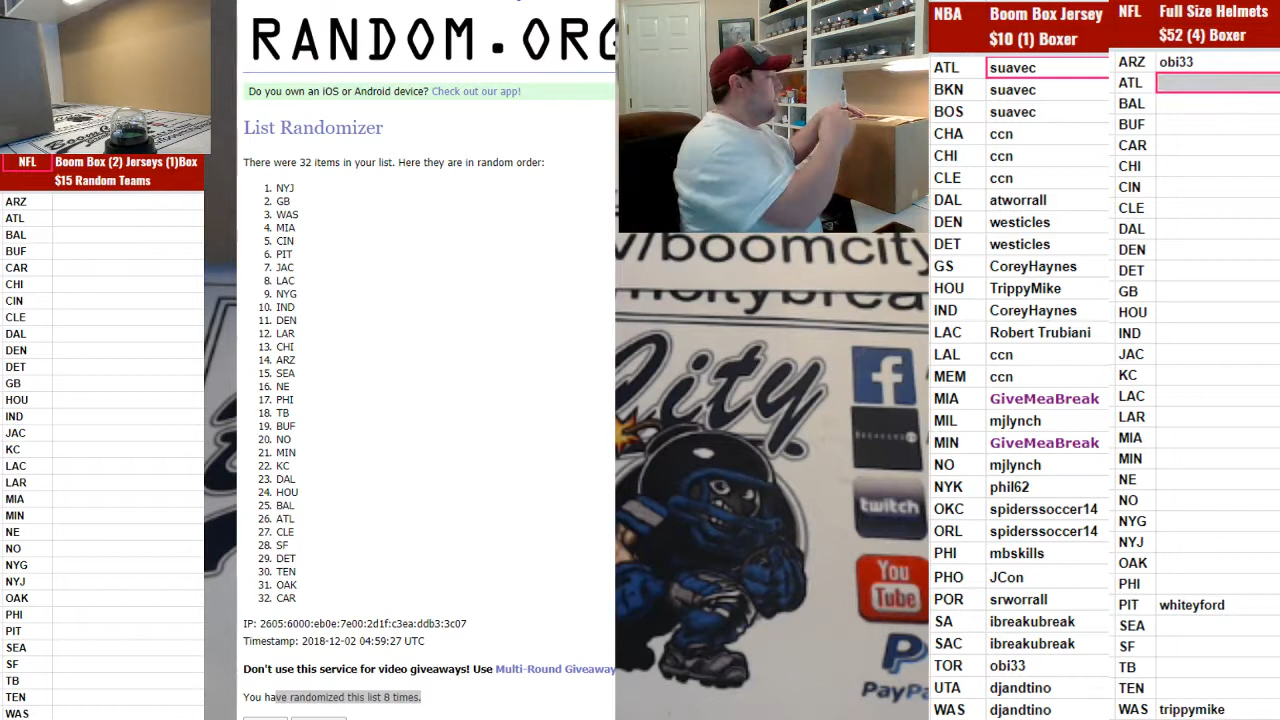 NFL Boom Box (2) Jerseys (1)Box
$15 Random Teams
ARZ
ATL
BAL
BUF
CAR
CHI
CIN
CLE
DAL
DEN
DET
GB
HOU
IND
JAC
KC
LAC
LAR
MIA
MIN
NE
NO
NYG
NYJ
OAK
PHI
PIT
SEA
SF
TB
TEN
WAS
RANDOM.ORG
Do you own an iOS or Android device? Check out our app!
List Randomizer
There were 32 items in your list. Here they are in random order:
1. NYJ
2. GB
3. WAS
4. MIA
5. CIN
6. PIT
7. JAC
8. LAC
9. NYG
10. IND
11. DEN
12. LAR
13. CHI
14. ARZ
15. SEA
16. NE
17. PHI
18. TB
19. BUF
20. NO
21. MIN
22. KC
23. DAL
24. HOU
25. BAL
26. ATL
27. CLE
28. SF
29. DET
30. TEN
31. OAK
32. CAR
IP: 2605:6000:eb0e:7e00:2d1f:c3ea:ddb3:3c07
Timestamp: 2018-12-02 04:59:27 UTC
Don't use this service for video giveaways! Use Multi-Round Giveaway
You have randomized this list 8 times.
v/boomcity
mcitybrea
City
twitch
You
Tube
PayPa
NBA Boom Box Jersey
$10 (1) Boxer
ATL suavec
BKN suavec
BOS suavec
CHA ccn
CHI ccn
CLE ccn
DAL atworrall
DEN westicles
DET westicles
GS CoreyHaynes
HOU TrippyMike
IND CoreyHaynes
LAC Robert Trubiani
LAL ccn
MEM ccn
MIA GiveMeaBreak
MIL mjlynch
MIN GiveMeaBreak
NO mjlynch
NYK phil62
OKC spiderssoccer14
ORL spiderssoccer14
PHI mbskills
PHO JCon
POR srworrall
SA ibreakubreak
SAC ibreakubreak
TOR obi33
UTA djandtino
WAS djandtino
NFL Full Size Helmets
$52 (4) Boxer
ARZ obi33
ATL
BAL
BUF
CAR
CHI
CIN
CLE
DAL
DEN
DET
GB
HOU
IND
JAC
KC
LAC
LAR
MIA
MIN
NE
NO
NYG
NYJ
OAK
PHI
PIT whiteyford
SEA
SF
TB
TEN
WAS trippymike